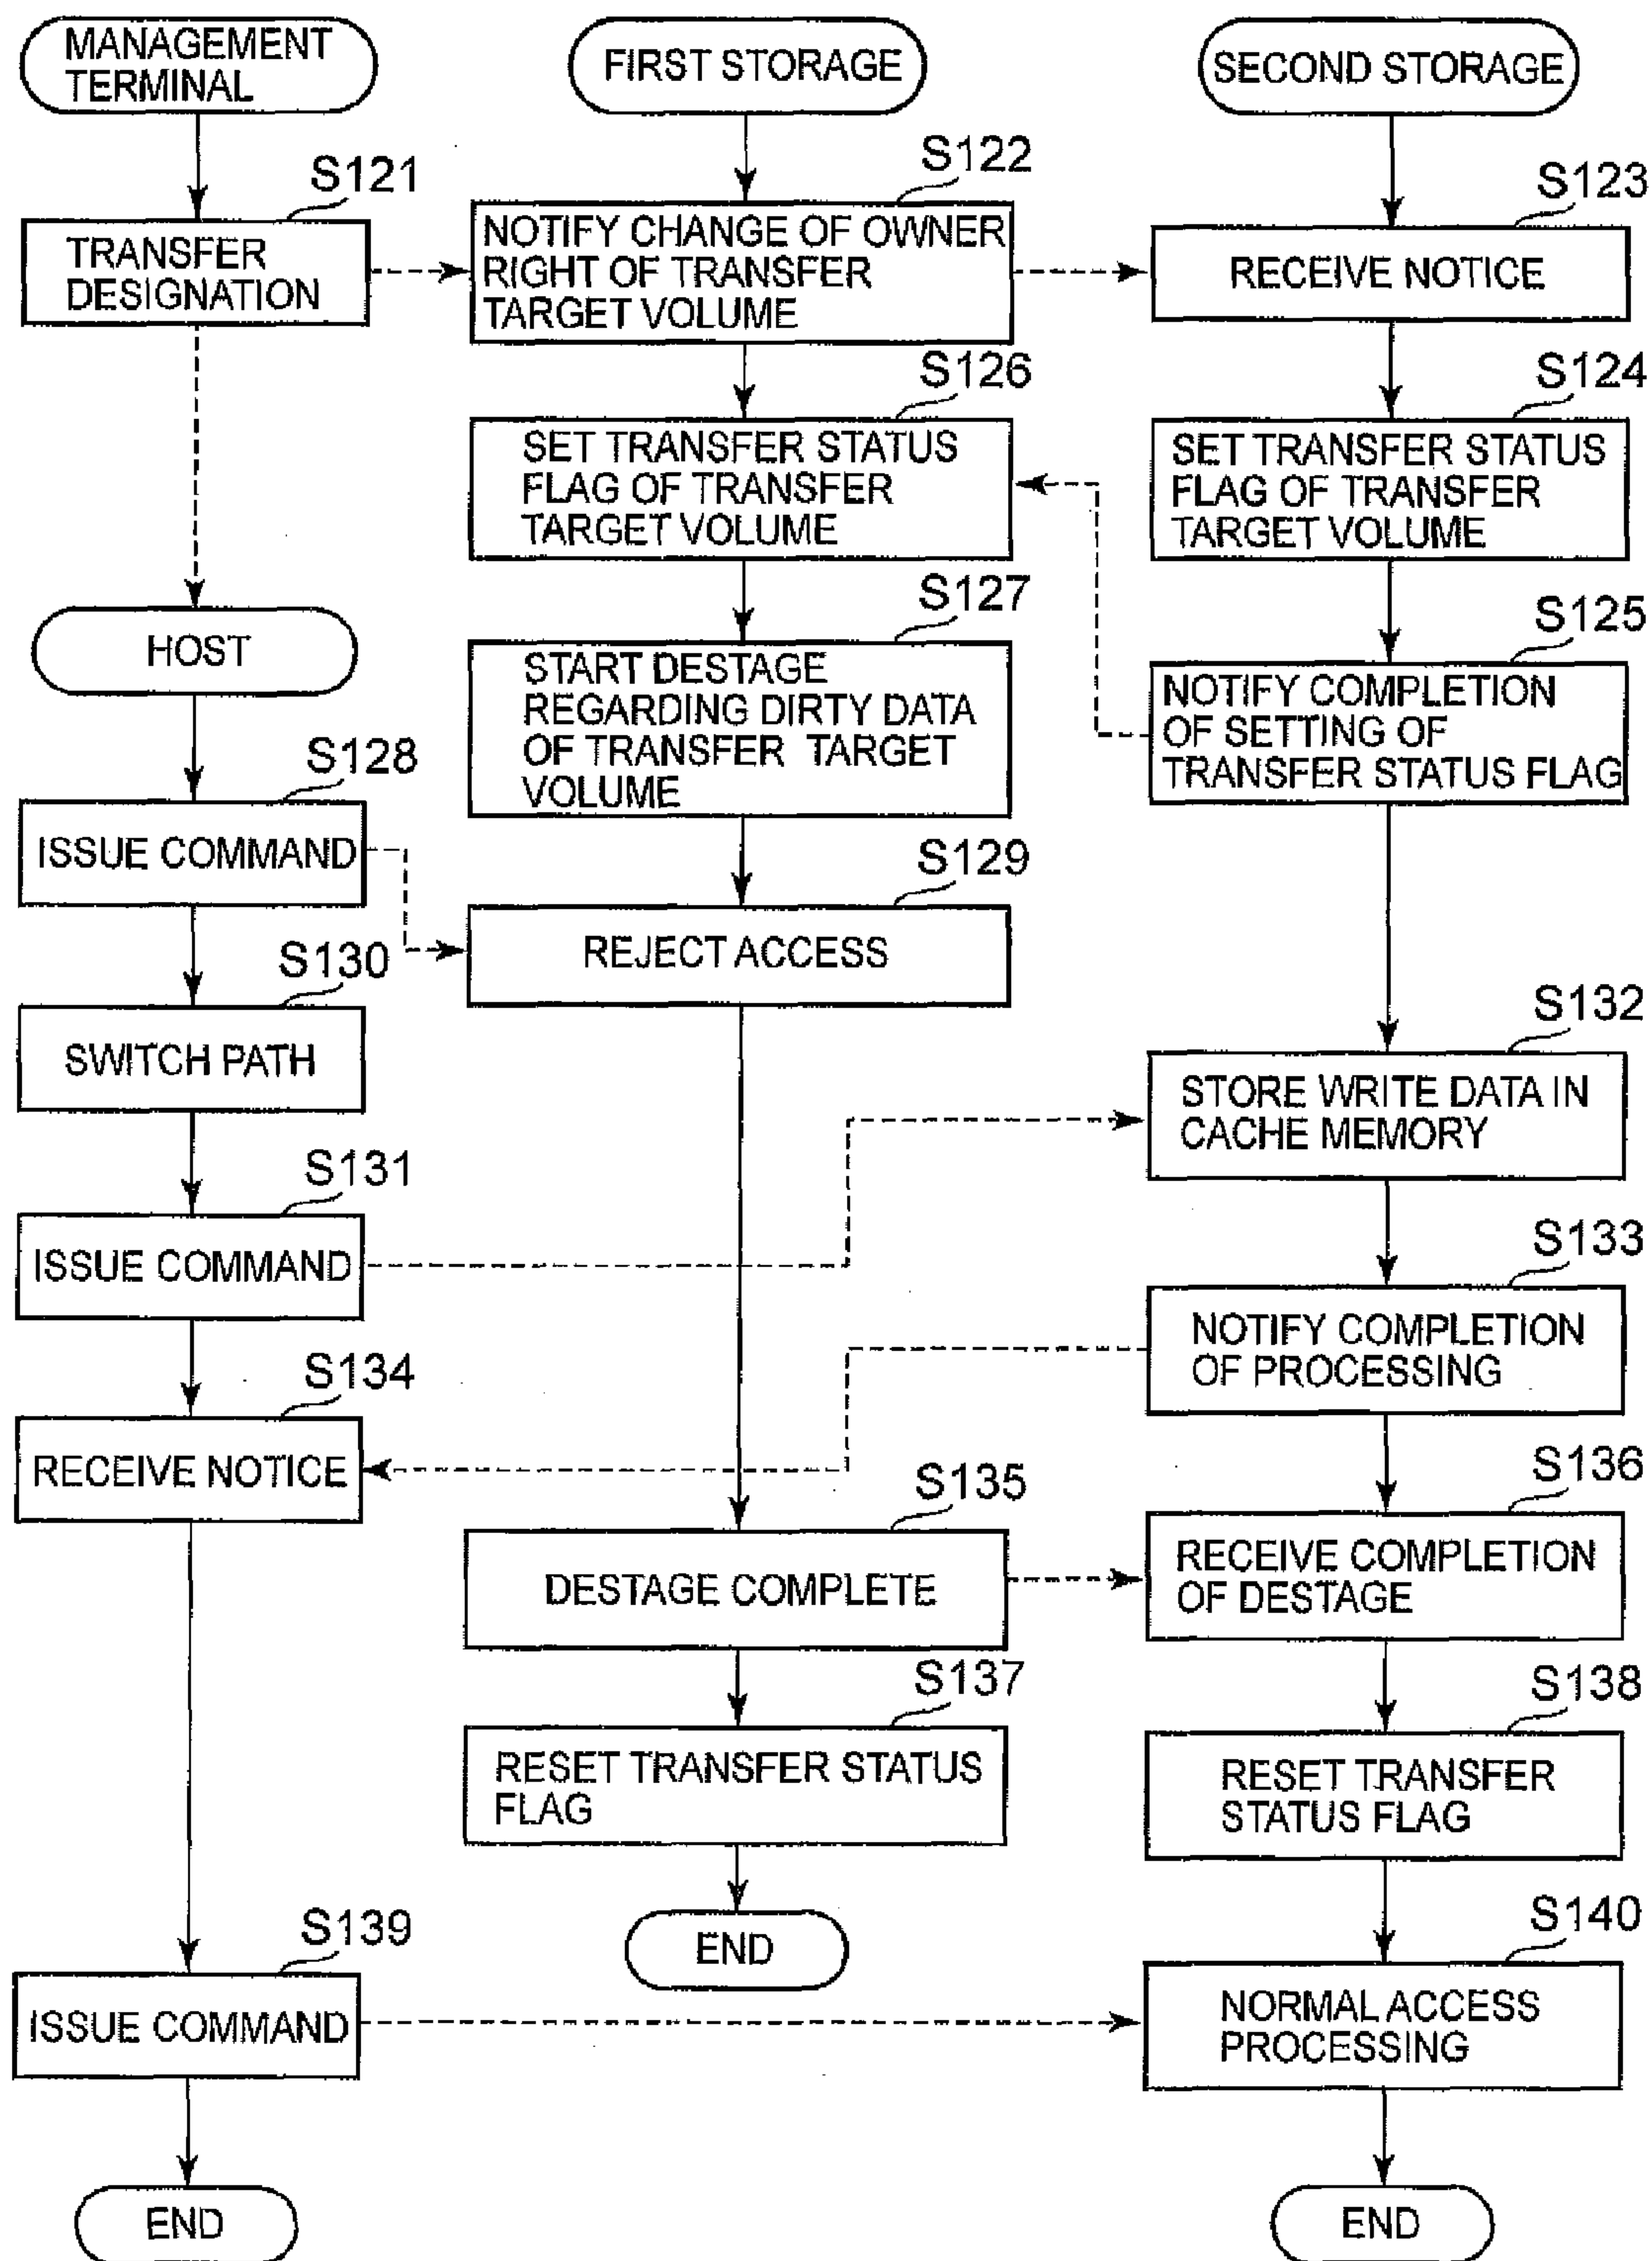 MANAGEMENT
TERMINAL
FIRST STORAGE
SECOND STORAGE
S121
TRANSFER
DESIGNATION
S122
NOTIFY CHANGE OF OWNER
RIGHT OF TRANSFER
TARGET VOLUME
S123
RECEIVE NOTICE
S126
SET TRANSFER STATUS
FLAG OF TRANSFER
TARGET VOLUME
S124
SET TRANSFER STATUS
FLAG OF TRANSFER
TARGET VOLUME
HOST
S127
START DESTAGE
REGARDING DIRTY DATA
OF TRANSFER TARGET
VOLUME
S125
NOTIFY COMPLETION
OF SETTING OF
TRANSFER STATUS FLAG
S128
ISSUE COMMAND
S129
REJECT ACCESS
S130
SWITCH PATH
S132
STORE WRITE DATA IN
CACHE MEMORY
S131
ISSUE COMMAND
S133
NOTIFY COMPLETION
OF PROCESSING
S134
RECEIVE NOTICE
S135
DESTAGE COMPLETE
S136
RECEIVE COMPLETION
OF DESTAGE
S137
RESET TRANSFER STATUS
FLAG
S138
RESET TRANSFER
STATUS FLAG
END
S139
ISSUE COMMAND
S140
NORMAL ACCESS
PROCESSING
END
END